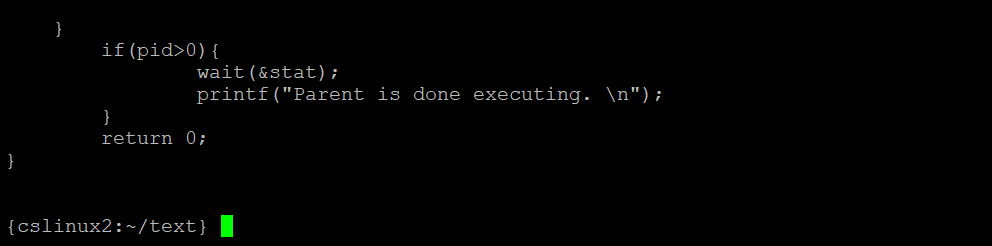 }
if(pid>0){
wait(&stat);
printf("Parent is done executing. \n");
}
return 0;
}
{cslinux2:~/text}